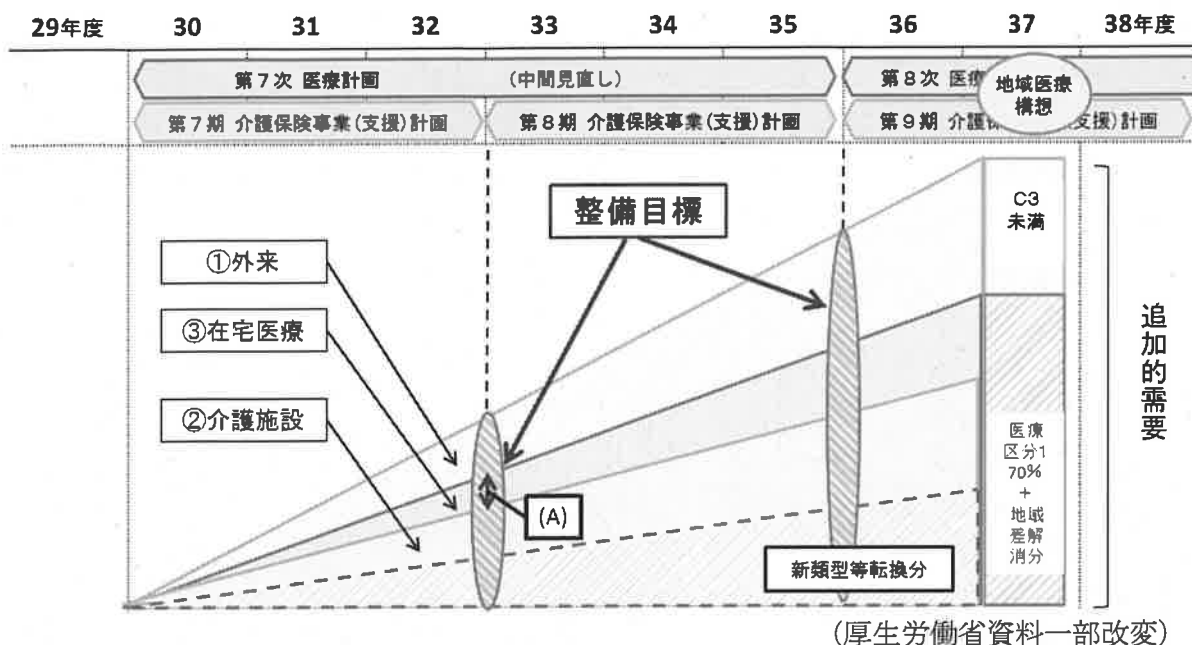 29年度 30 31 32 33 34 35 36 37 38年度
第7次 医療計画 (中間見直し) 第8次 医療
地域医療
構想
第7期 介護保険事業(支援)計画 第8期 介護保険事業(支援)計画 第9期 介護保 支援)計画
整備目標
C3
未満
①外来
③在宅医療
②介護施設
追加的需要
(A)
医療
区分1
70%
+
地域
差解
消分
新類型等転換分
(厚生労働省資料一部改変)